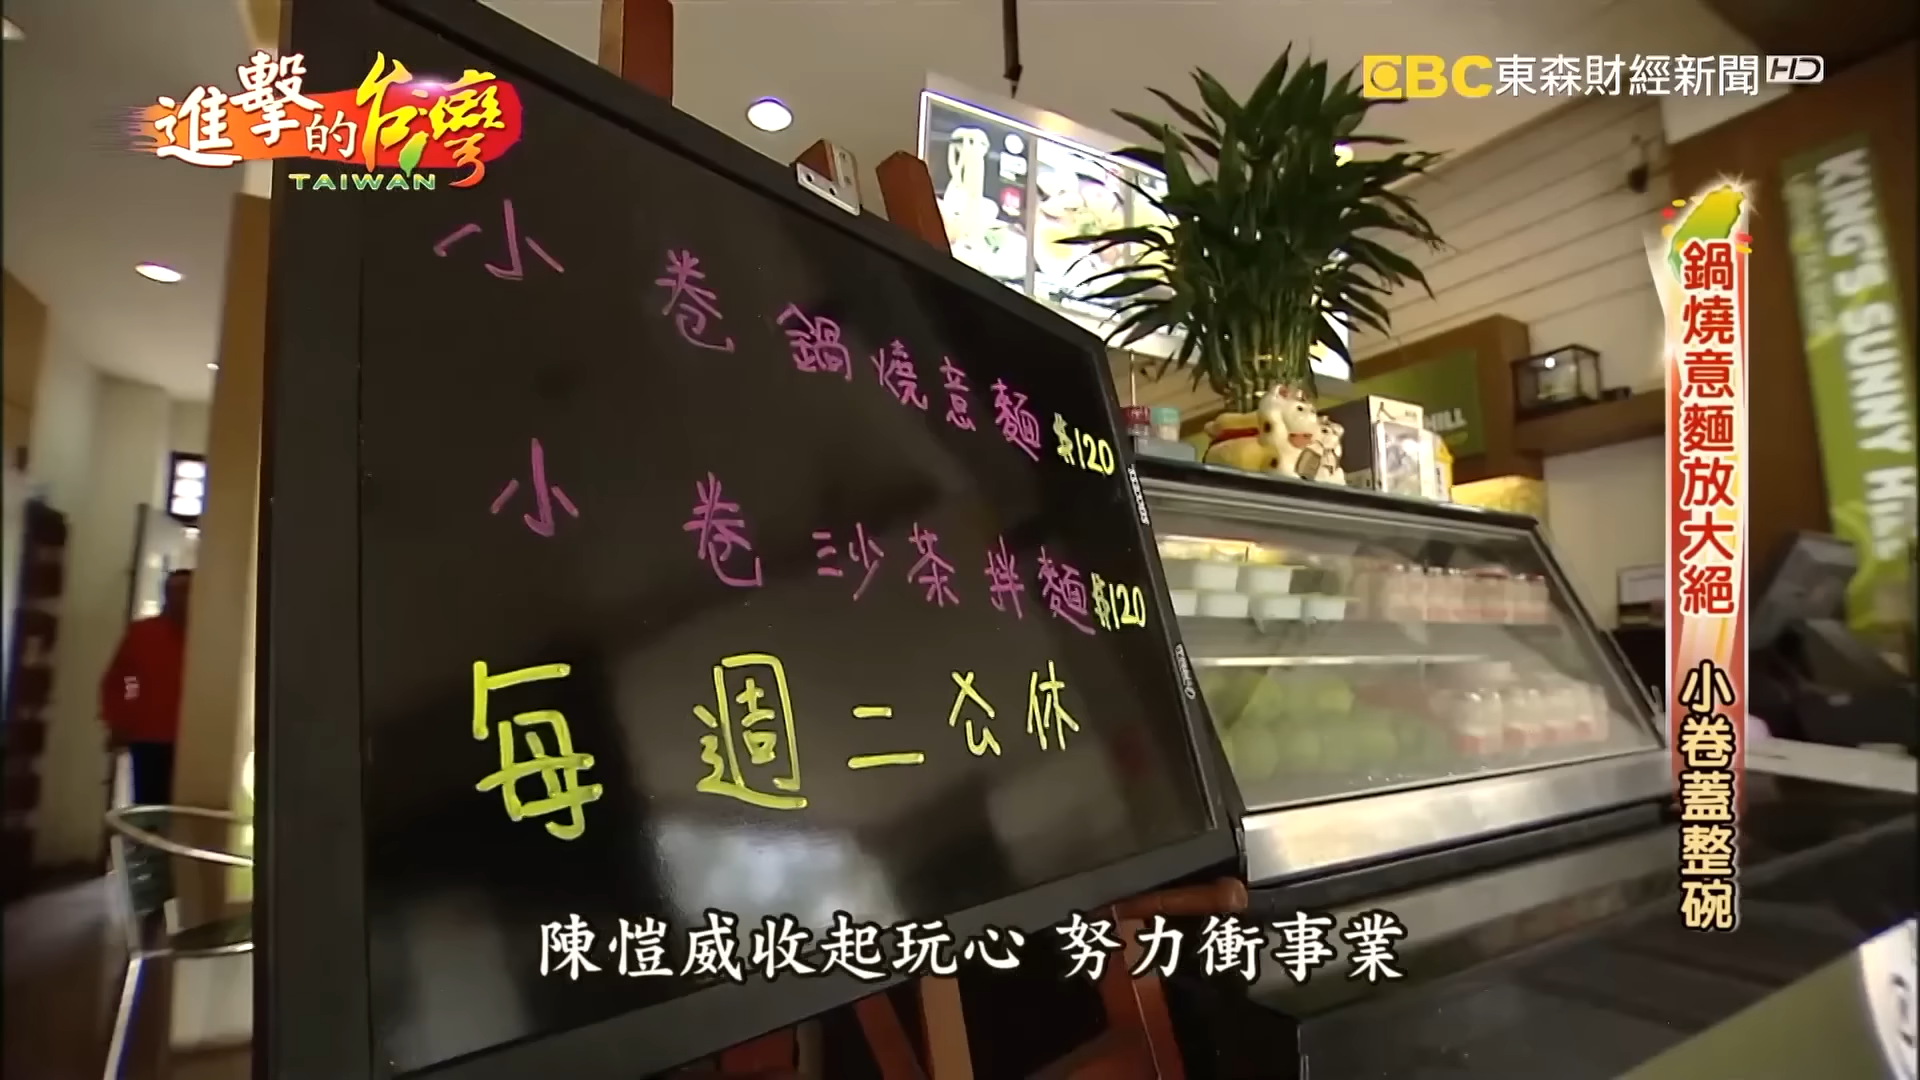 進擊的台灣
TAIWAN
EBC東森財經新聞HD
小卷鍋燒意麵$120
小卷沙茶拌麵$120
每週二公休
鍋燒意麵放大絕 小卷蓋整碗
KING'S SUNNY HILL
HILL
陳愷威收起玩心 努力衝事業